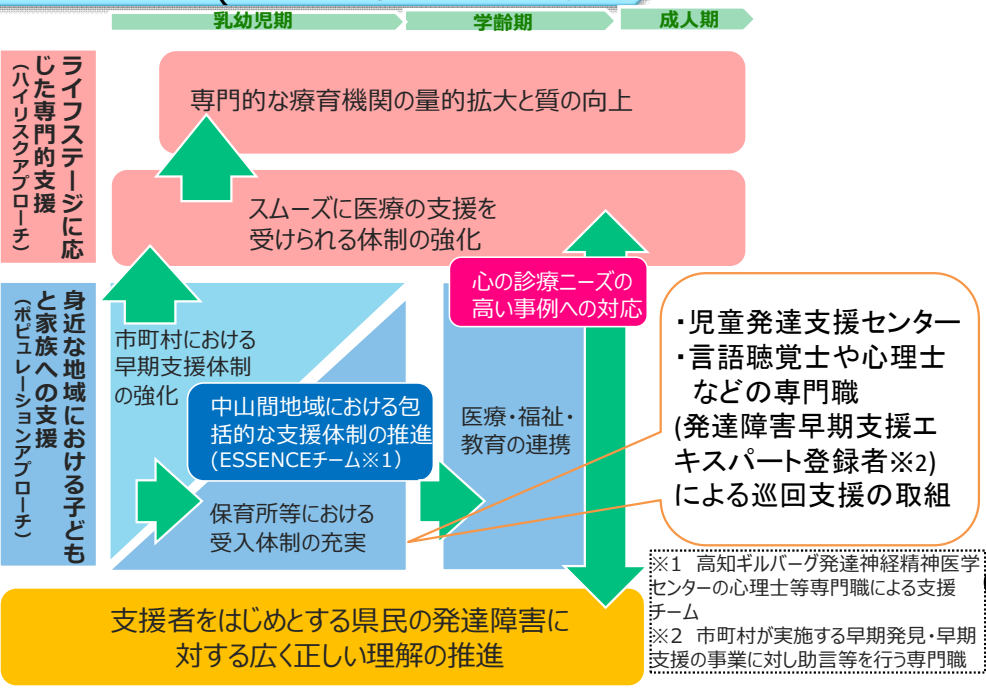 乳幼児期
学齢期
成人期
ライフステージに応
じた専門的支援
（ハイリスクアプローチ）
専門的な療育機関の量的拡大と質の向上
スムーズに医療の支援を
受けられる体制の強化
身近な地域における子ども
と家族への支援
（ポピュレーションアプローチ）
市町村における
早期支援体制
の強化
中山間地域における包
括的な支援体制の推進
(ESSENCEチーム※1）
保育所等における
受入体制の充実
医療・福祉・
教育の連携
心の診療ニーズの
高い事例への対応
・児童発達支援センター
・言語聴覚士や心理士
などの専門職
(発達障害早期支援エ
キスパート登録者※2)
による巡回支援の取組
支援者をはじめとする県民の発達障害に
対する広く正しい理解の推進
※1　高知ギルバーグ発達神経精神医学
センターの心理士等専門職による支援
チーム
※2　市町村が実施する早期発見・早期
支援の事業に対し助言等を行う専門職